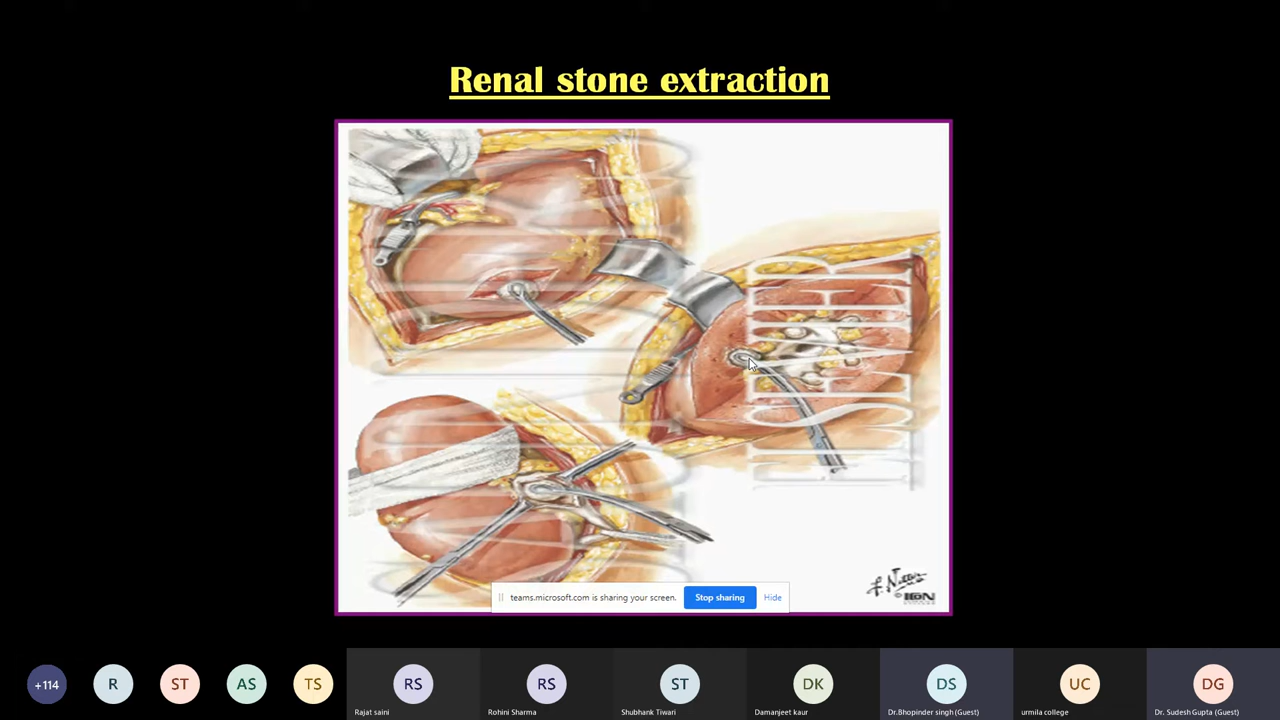 Renal stone extraction
teams.microsoft.com is sharing your screen.
Stop sharing
Hide
+114
R
ST
AS
TS
RS
RS
ST
DK
DS
UC
DG
Rajat saini
Rohini Sharma
Shubhank Tiwari
Damanjeet kaur
Dr.Bhopinder singh (Guest)
urmila college
Dr. Sudesh Gupta (Guest)